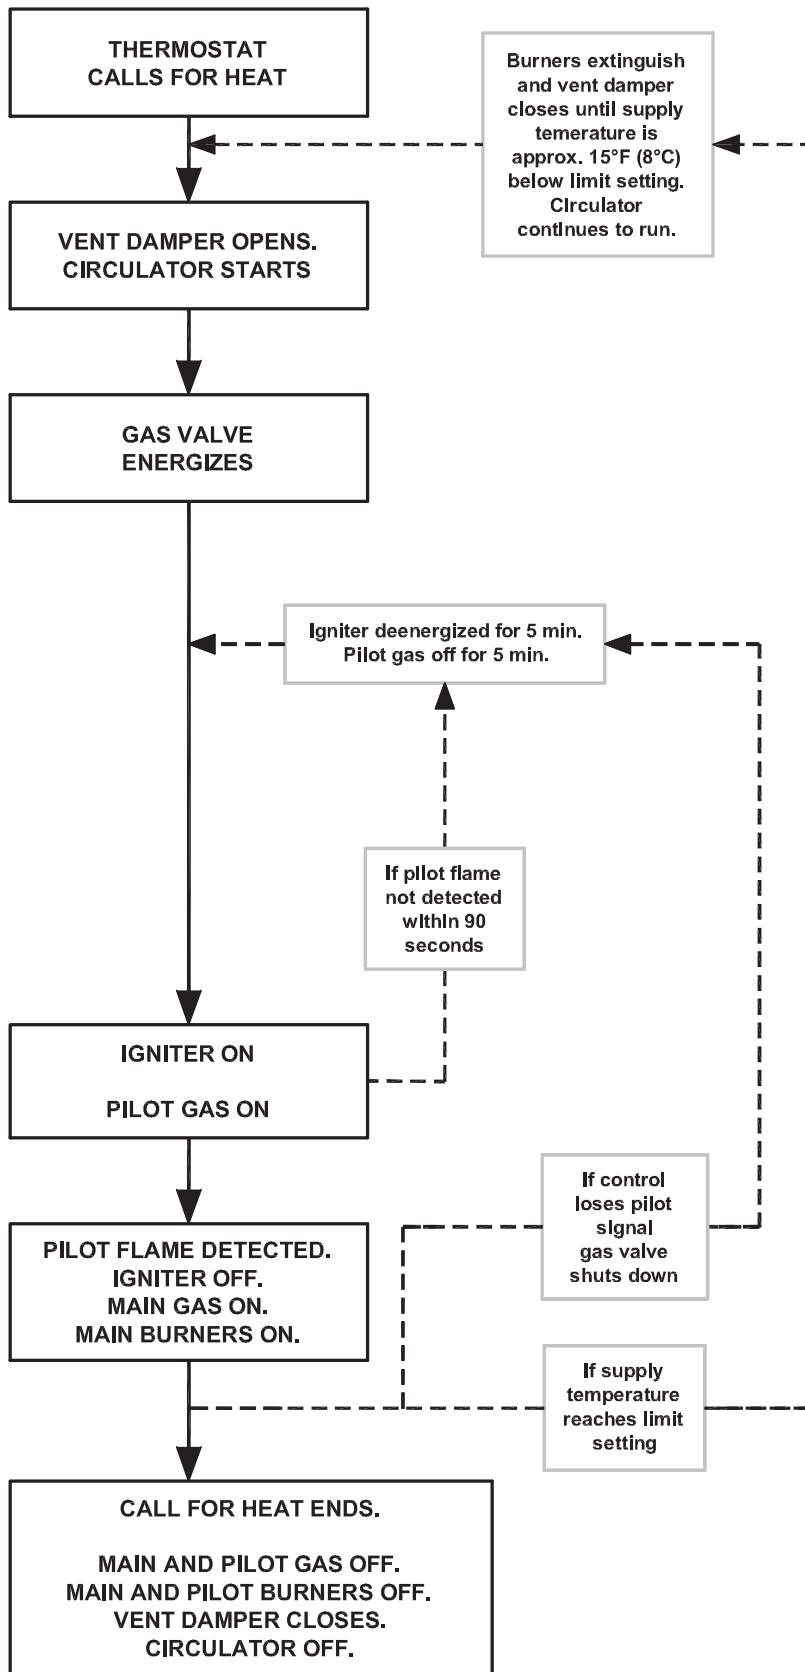 THERMOSTAT
CALLS FOR HEAT
Burners extinguish
and vent damper
closes until supply
temerature is
approx. 15°F (8°C)
below limit setting.
Circulator
continues to run.
VENT DAMPER OPENS.
CIRCULATOR STARTS
GAS VALVE
ENERGIZES
Igniter deenergized for 5 min.
Pilot gas off for 5 min.
If pilot flame
not detected
within 90
seconds
IGNITER ON
PILOT GAS ON
If control
loses pilot
signal
gas valve
shuts down
PILOT FLAME DETECTED.
IGNITER OFF.
MAIN GAS ON.
MAIN BURNERS ON.
If supply
temperature
reaches limit
setting
CALL FOR HEAT ENDS.
MAIN AND PILOT GAS OFF.
MAIN AND PILOT BURNERS OFF.
VENT DAMPER CLOSES.
CIRCULATOR OFF.